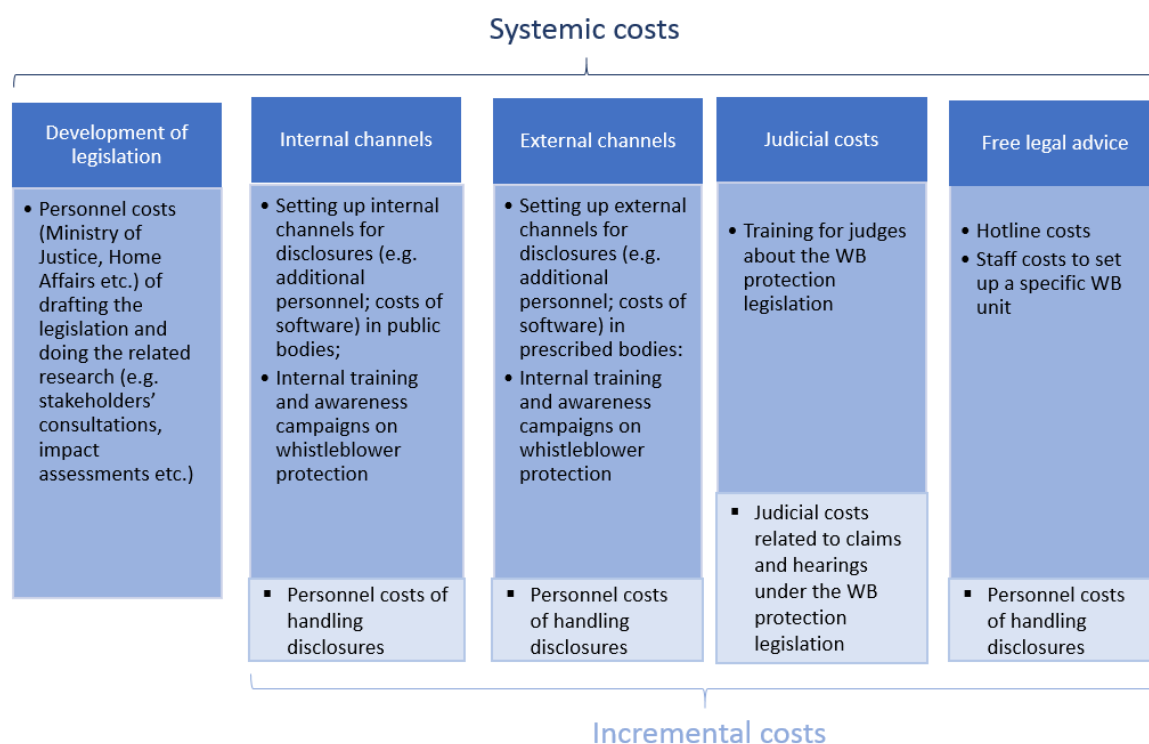 Systemic costs
Development of
legislation
• Personnel costs
(Ministry of
Justice, Home
Affairs etc.) of
drafting the
legislation and
doing the related
research (e.g.
stakeholders’
consultations,
impact
assessments etc.)
Internal channels
• Setting up internal
channels for
disclosures (e.g.
additional
personnel; costs of
software) in public
bodies;
• Internal training
and awareness
campaigns on
whistleblower
protection
▪ Personnel costs of
handling
disclosures
External channels
• Setting up external
channels for
disclosures (e.g.
additional
personnel; costs of
software) in
prescribed bodies:
• Internal training
and awareness
campaigns on
whistleblower
protection
▪ Personnel costs
of handling
disclosures
Judicial costs
• Training for judges
about the WB
protection
legislation
▪ Judicial costs
related to claims
and hearings
under the WB
protection
legislation
Free legal advice
• Hotline costs
• Staff costs to set
up a specific WB
unit
▪ Personnel costs
of handling
disclosures
Incremental costs